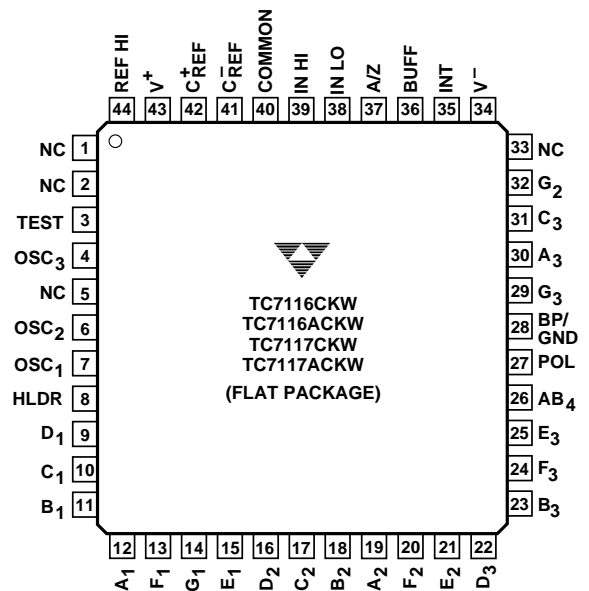 REF HI
V+
C+REF
C-REF
COMMON
IN HI
IN LO
A/Z
BUFF
INT
V-
44 43 42 41 40 39 38 37 36 35 34
NC 1
NC 2
TEST 3
OSC3 4
NC 5
OSC2 6
OSC1 7
HLDR 8
D1 9
C1 10
B1 11
TC7116CKW
TC7116ACKW
TC7117CKW
TC7117ACKW
(FLAT PACKAGE)
33 NC
32 G2
31 C3
30 A3
29 G3
28 BP/
GND
27 POL
26 AB4
25 E3
24 F3
23 B3
12 13 14 15 16 17 18 19 20 21 22
A1
F1
G1
E1
D2
C2
B2
A2
F2
E2
D3